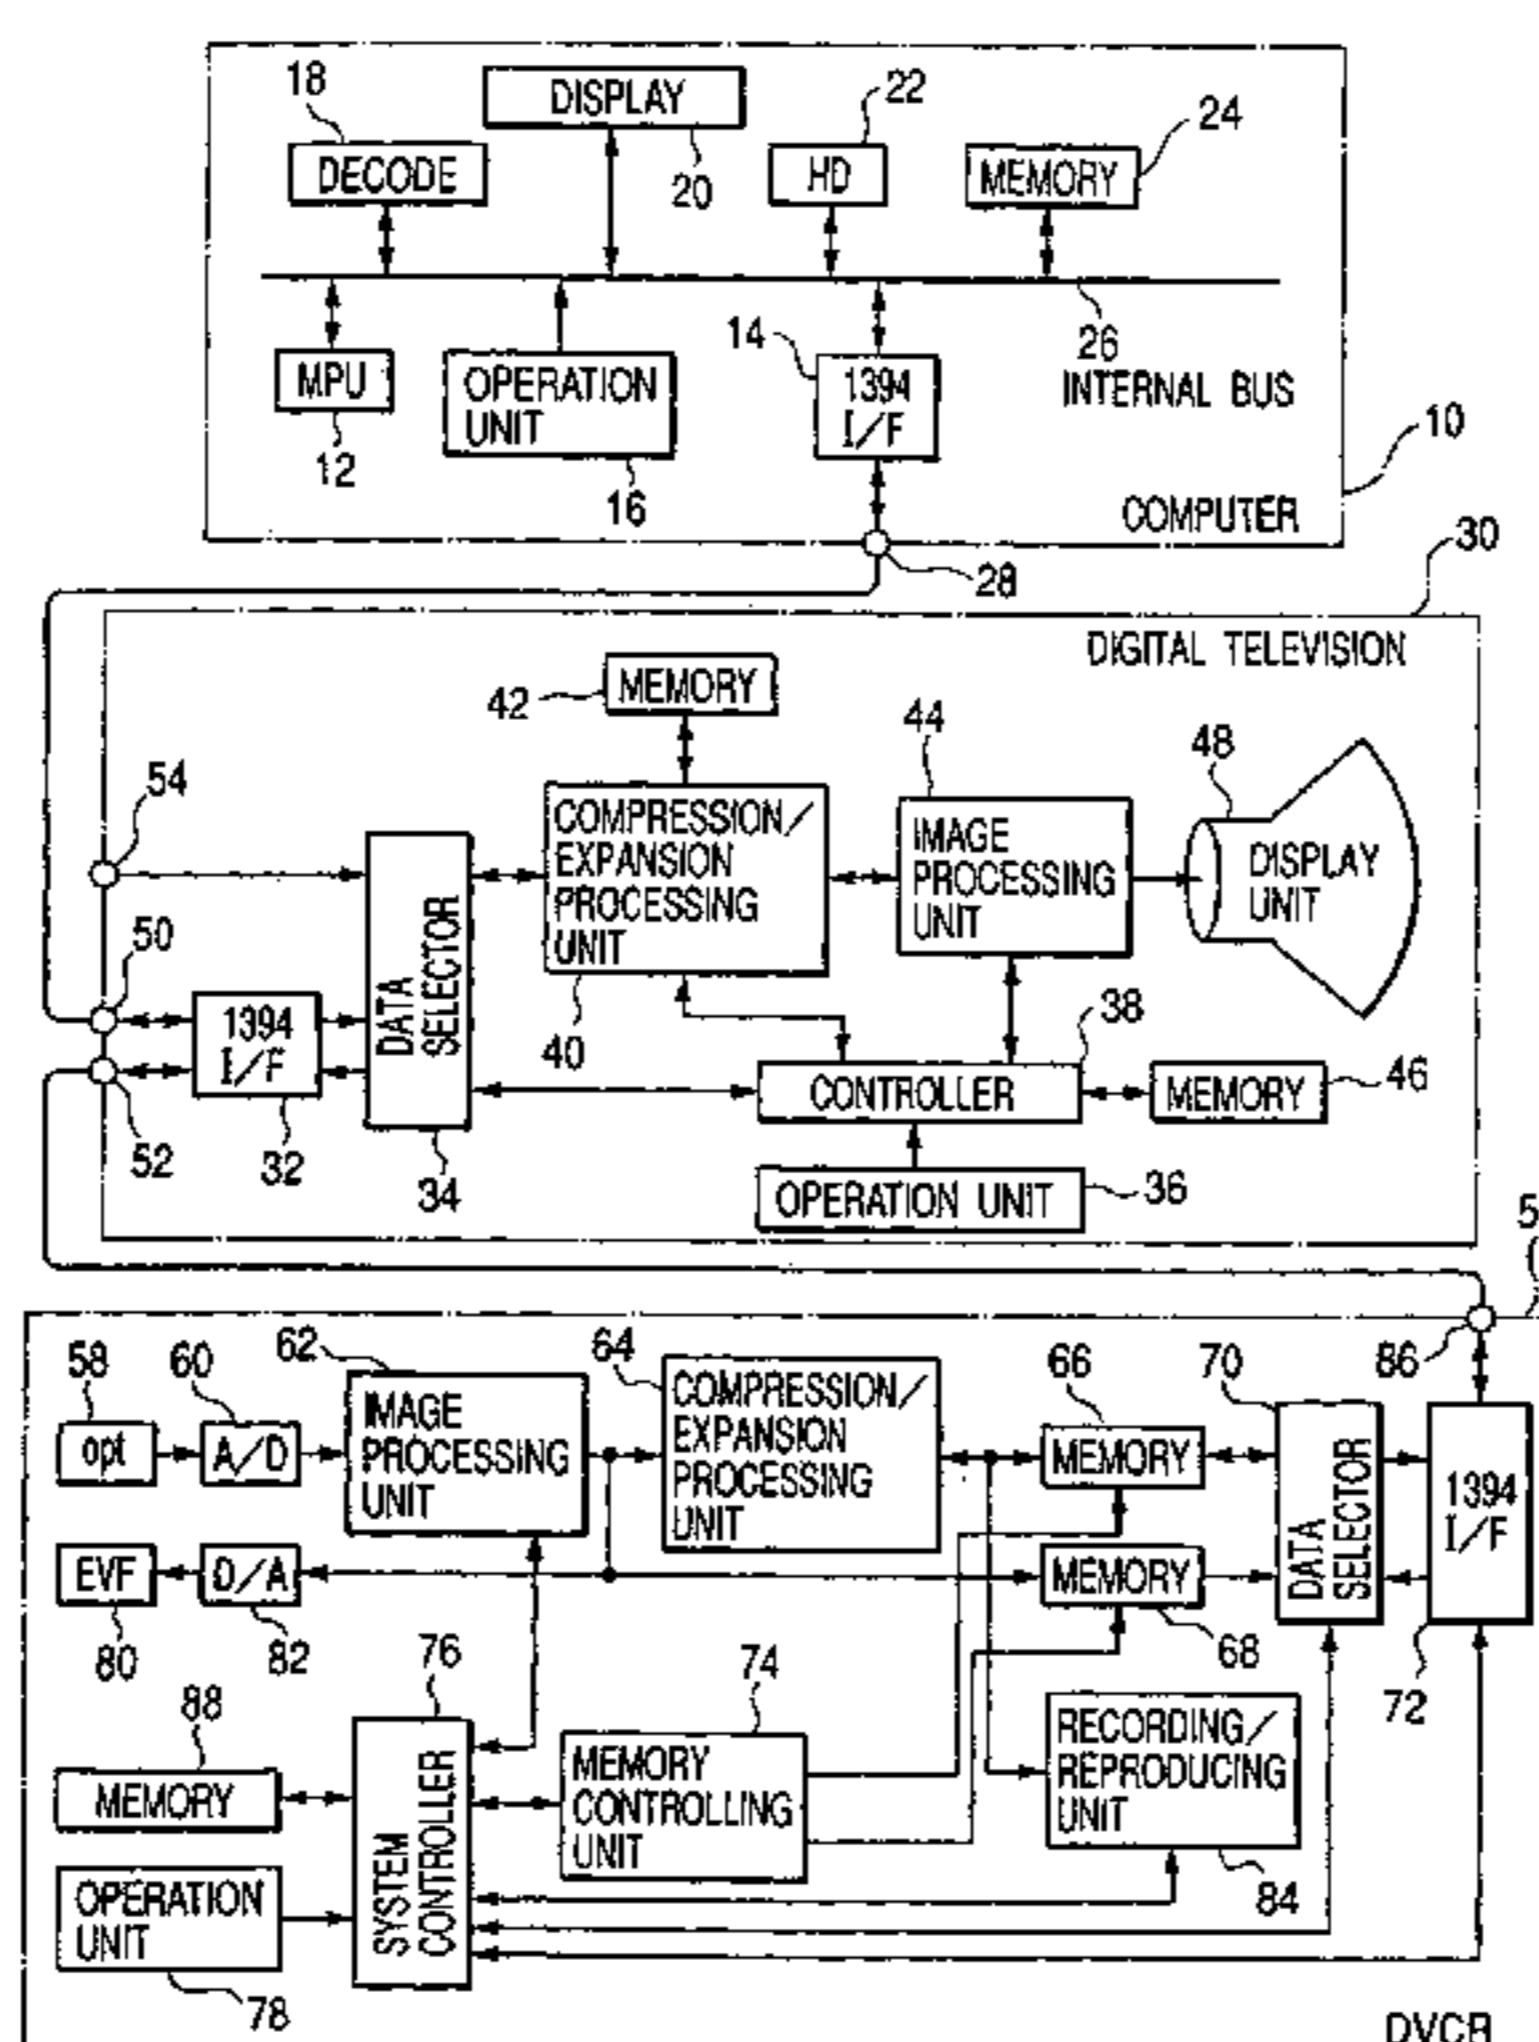 18
DISPLAY
22
24
DECODE
20
HD
MEMORY
14
26
MPU
OPERATION
UNIT
1394
I/F
INTERNAL BUS
10
12
16
COMPUTER
28
30
DIGITAL TELEVISION
42
MEMORY
44
48
54
COMPRESSION/
EXPANSION
PROCESSING
UNIT
IMAGE
PROCESSING
UNIT
DISPLAY
UNIT
50
DATA
SELECTOR
1394
I/F
40
38
CONTROLLER
MEMORY
46
52
32
34
OPERATION UNIT
36
5
58
60
62
64
66
70
86
opt
A/D
IMAGE
PROCESSING
UNIT
COMPRESSION/
EXPANSION
PROCESSING
UNIT
MEMORY
DATA
SELECTOR
1394
I/F
EVF
D/A
MEMORY
80
82
76
74
68
72
88
MEMORY
SYSTEM
CONTROLLER
MEMORY
CONTROLLING
UNIT
RECORDING/
REPRODUCING
UNIT
84
OPERATION
UNIT
78
DVCR